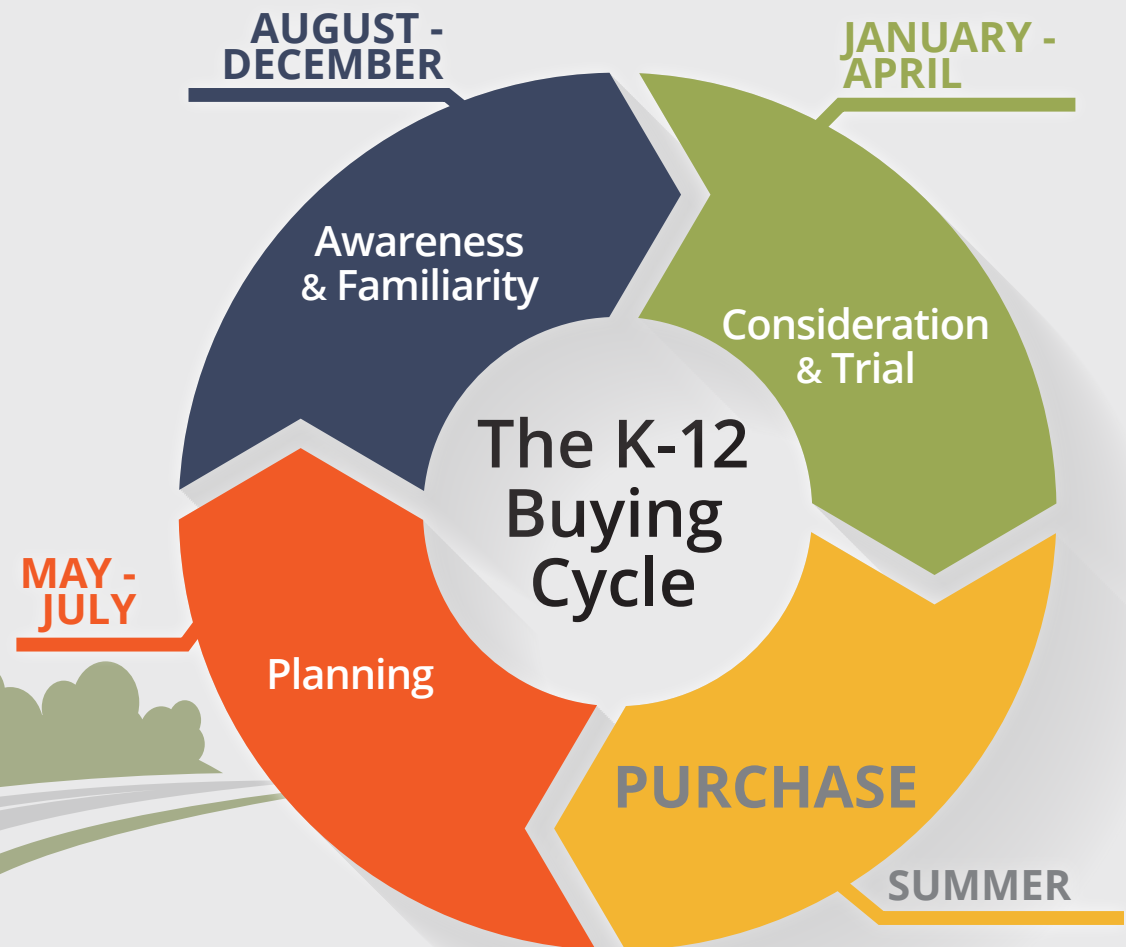 AUGUST -
DECEMBER
JANUARY -
APRIL
Awareness
& Familiarity
Consideration
& Trial
The K-12
Buying
Cycle
MAY -
JULY
Planning
PURCHASE
SUMMER